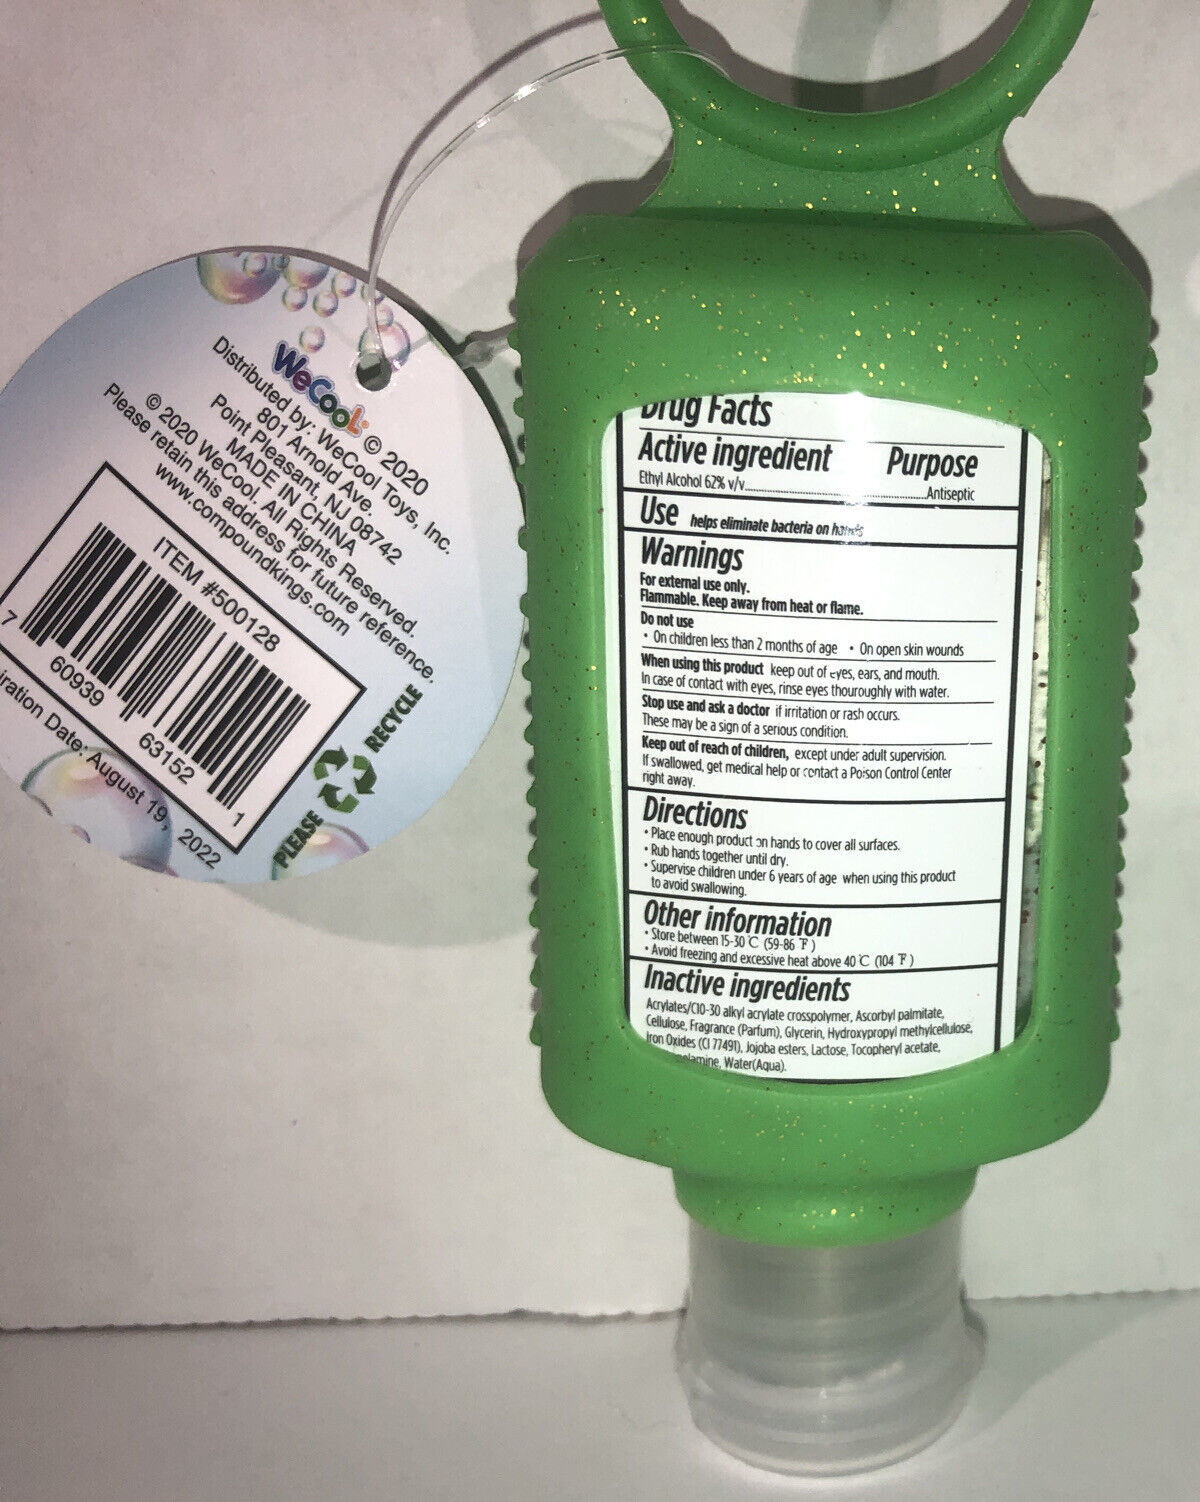 WeCool® © 2020
Distributed by: WeCool Toys, Inc.
801 Arnold Ave.
Point Pleasant, NJ 08742
MADE IN CHINA
© 2020 WeCool. All Rights Reserved.
Please retain this address for future reference.
www.compoundkings.com
ITEM #500128
7 60939 63152 1
Date: August 19, 2022
PLEASE RECYCLE
Drug Facts
Active ingredient Purpose
Ethyl Alcohol 62% v/v Antiseptic
Use helps eliminate bacteria on hands
Warnings
For external use only.
Flammable. Keep away from heat or flame.
Do not use
• On children less than 2 months of age • On open skin wounds
When using this product keep out of eyes, ears, and mouth.
In case of contact with eyes, rinse eyes thouroughly with water.
Stop use and ask a doctor if irritation or rash occurs.
These may be a sign of a serious condition.
Keep out of reach of children, except under adult supervision.
If swallowed, get medical help or contact a Poison Control Center
right away.
Directions
• Place enough product on hands to cover all surfaces.
• Rub hands together until dry.
• Supervise children under 6 years of age when using this product
to avoid swallowing.
Other information
• Store between 15-30℃ (59-86℉)
• Avoid freezing and excessive heat above 40℃ (104℉)
Inactive ingredients
Acrylates/C10-30 alkyl acrylate crosspolymer, Ascorbyl palmitate,
Cellulose, Fragrance (Parfum), Glycerin, Hydroxypropyl methylcellulose,
Iron Oxides (CI 77491), Jojoba esters, Lactose, Tocopheryl acetate,
Water(Aqua).